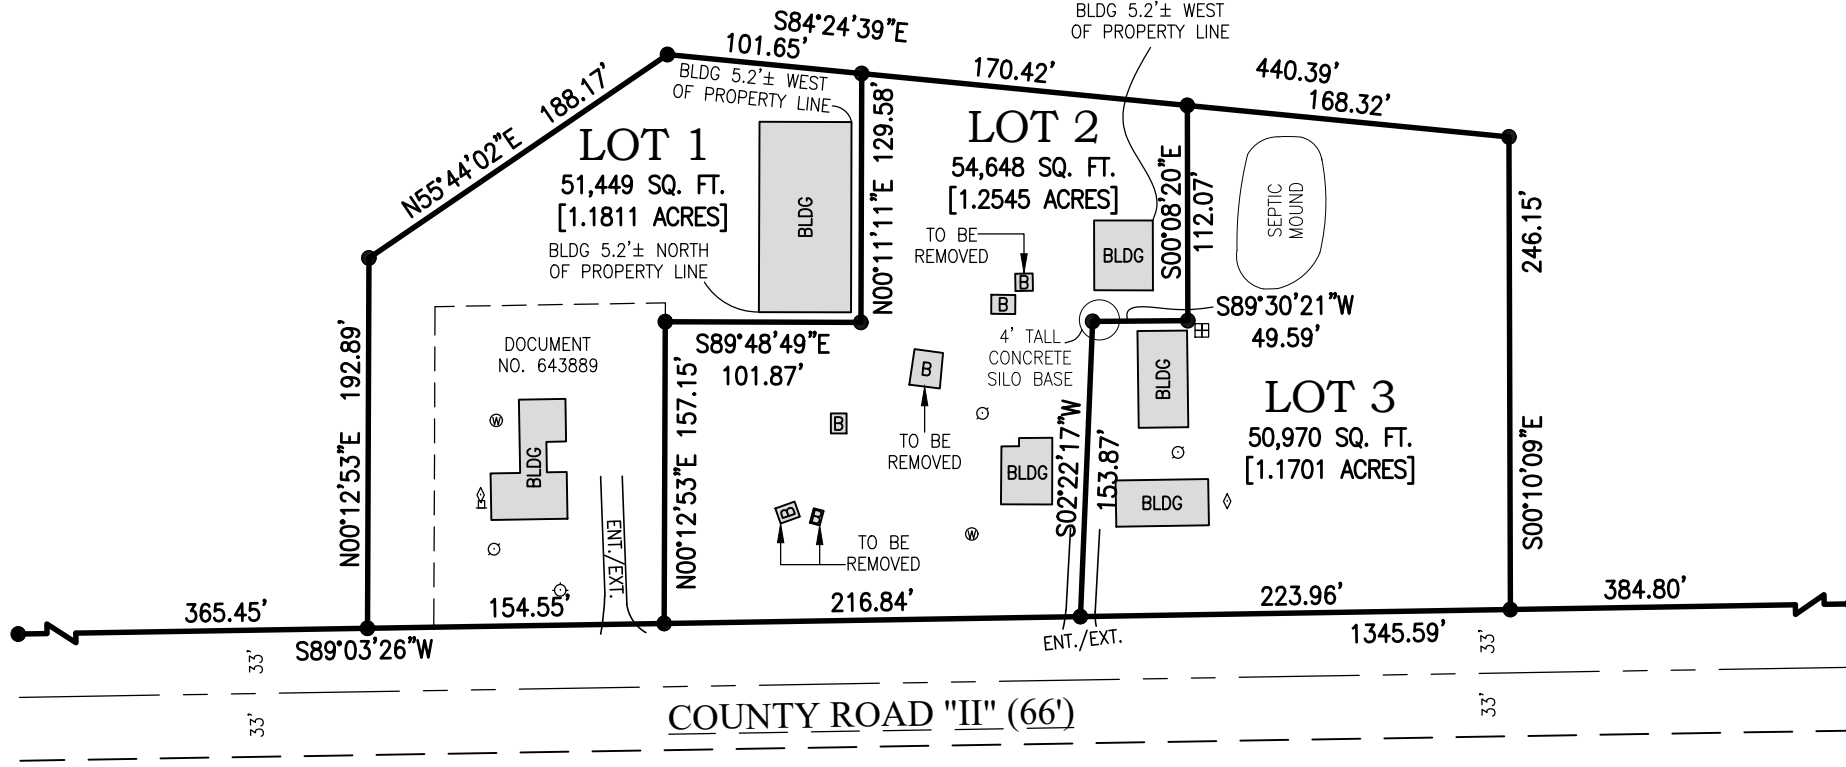 S84°24'39"E
101.65'
170.42'
440.39'
168.32'
BLDG 5.2'± WEST
OF PROPERTY LINE
BLDG 5.2'± WEST
OF PROPERTY LINE
N55°44'02"E 188.17'
LOT 1
51,449 SQ. FT.
[1.1811 ACRES]
BLDG
BLDG 5.2'± NORTH
OF PROPERTY LINE
N00°11'11"E 129.58'
LOT 2
54,648 SQ. FT.
[1.2545 ACRES]
TO BE
REMOVED
B
B
BLDG
S00°08'20"E
112.07'
SEPTIC
MOUND
246.15'
S00°10'09"E
S89°30'21"W
49.59'
4' TALL
CONCRETE
SILO BASE
N00°12'53"E 192.89'
DOCUMENT
NO. 643889
W
BLDG
ENT./EXT.
S89°48'49"E
101.87'
N00°12'53"E 157.15'
B
TO BE
REMOVED
B
BLDG
S02°22'17"W
153.87'
BLDG
LOT 3
50,970 SQ. FT.
[1.1701 ACRES]
BLDG
B
B
TO BE
REMOVED
W
365.45'
154.55'
216.84'
223.96'
384.80'
S89°03'26"W
ENT./EXT.
1345.59'
33'
33'
33'
33'
COUNTY ROAD "II" (66')